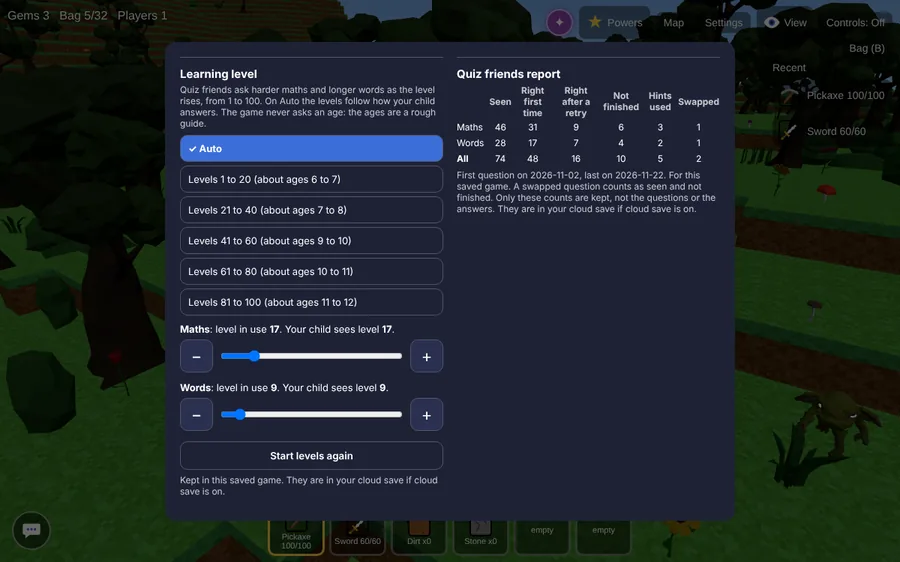 Gems 3 Bag 5/32 Players 1
Powers Map Settings View Controls: Off
Bag (B)
Recent
Pickaxe 100/100
Sword 60/60
Learning level
Quiz friends ask harder maths and longer words as the level
rises, from 1 to 100. On Auto the levels follow how your child
answers. The game never asks an age: the ages are a rough
guide.
✓ Auto
Levels 1 to 20 (about ages 6 to 7)
Levels 21 to 40 (about ages 7 to 8)
Levels 41 to 60 (about ages 9 to 10)
Levels 61 to 80 (about ages 10 to 11)
Levels 81 to 100 (about ages 11 to 12)
Maths: level in use 17. Your child sees level 17.
− +
Words: level in use 9. Your child sees level 9.
− +
Start levels again
Kept in this saved game. They are in your cloud save if cloud
save is on.
Quiz friends report
Seen Right first time Right after a retry Not finished Hints used Swapped
Maths 46 31 9 6 3 1
Words 28 17 7 4 2 1
All 74 48 16 10 5 2
First question on 2026-11-02, last on 2026-11-22. For this
saved game. A swapped question counts as seen and not
finished. Only these counts are kept, not the questions or the
answers. They are in your cloud save if cloud save is on.
Pickaxe 100/100
Sword 60/60
Dirt x0
Stone x0
empty
empty